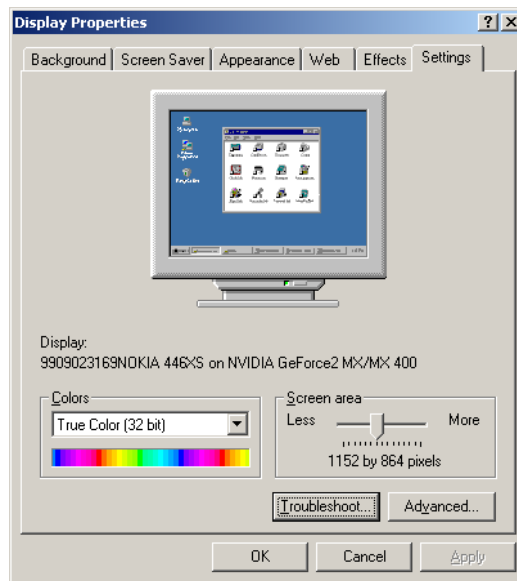 Display Properties
Background Screen Saver Appearance Web Effects Settings
Display:
9909023169NOKIA 446XS on NVIDIA GeForce2 MX/MX 400
Colors
True Color (32 bit)
Screen area
Less More
1152 by 864 pixels
Troubleshoot... Advanced...
OK Cancel Apply